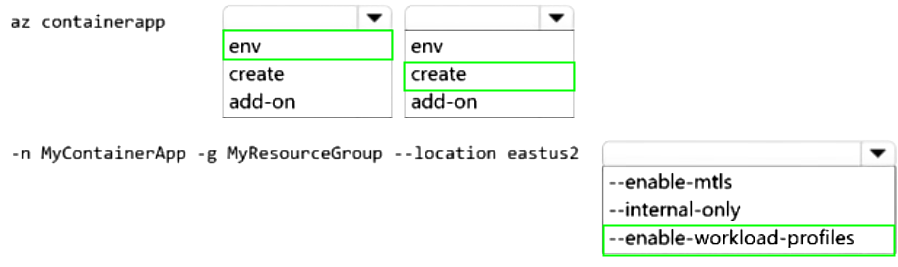 az containerapp
env env
create create
add-on add-on
-n MyContainerApp -g MyResourceGroup --location eastus2
--enable-mtls
--internal-only
--enable-workload-profiles